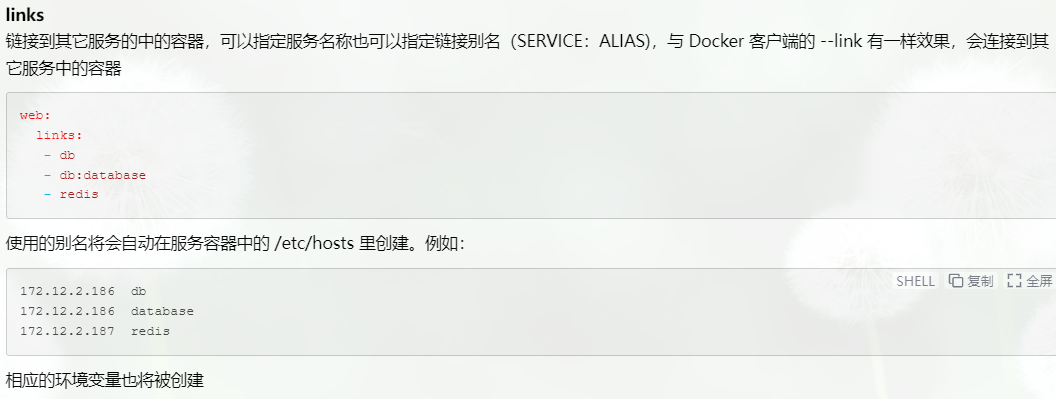 links
链接到其它服务的中的容器，可以指定服务名称也可以指定链接别名（SERVICE：ALIAS)，与 Docker 客户端的 --link 有一样效果，会连接到其
它服务中的容器
web:
  links:
   - db
   - db:database
   - redis
使用的别名将会自动在服务容器中的 /etc/hosts 里创建。例如：
SHELL 复制 全屏
172.12.2.186  db
172.12.2.186  database
172.12.2.187  redis
相应的环境变量也将被创建